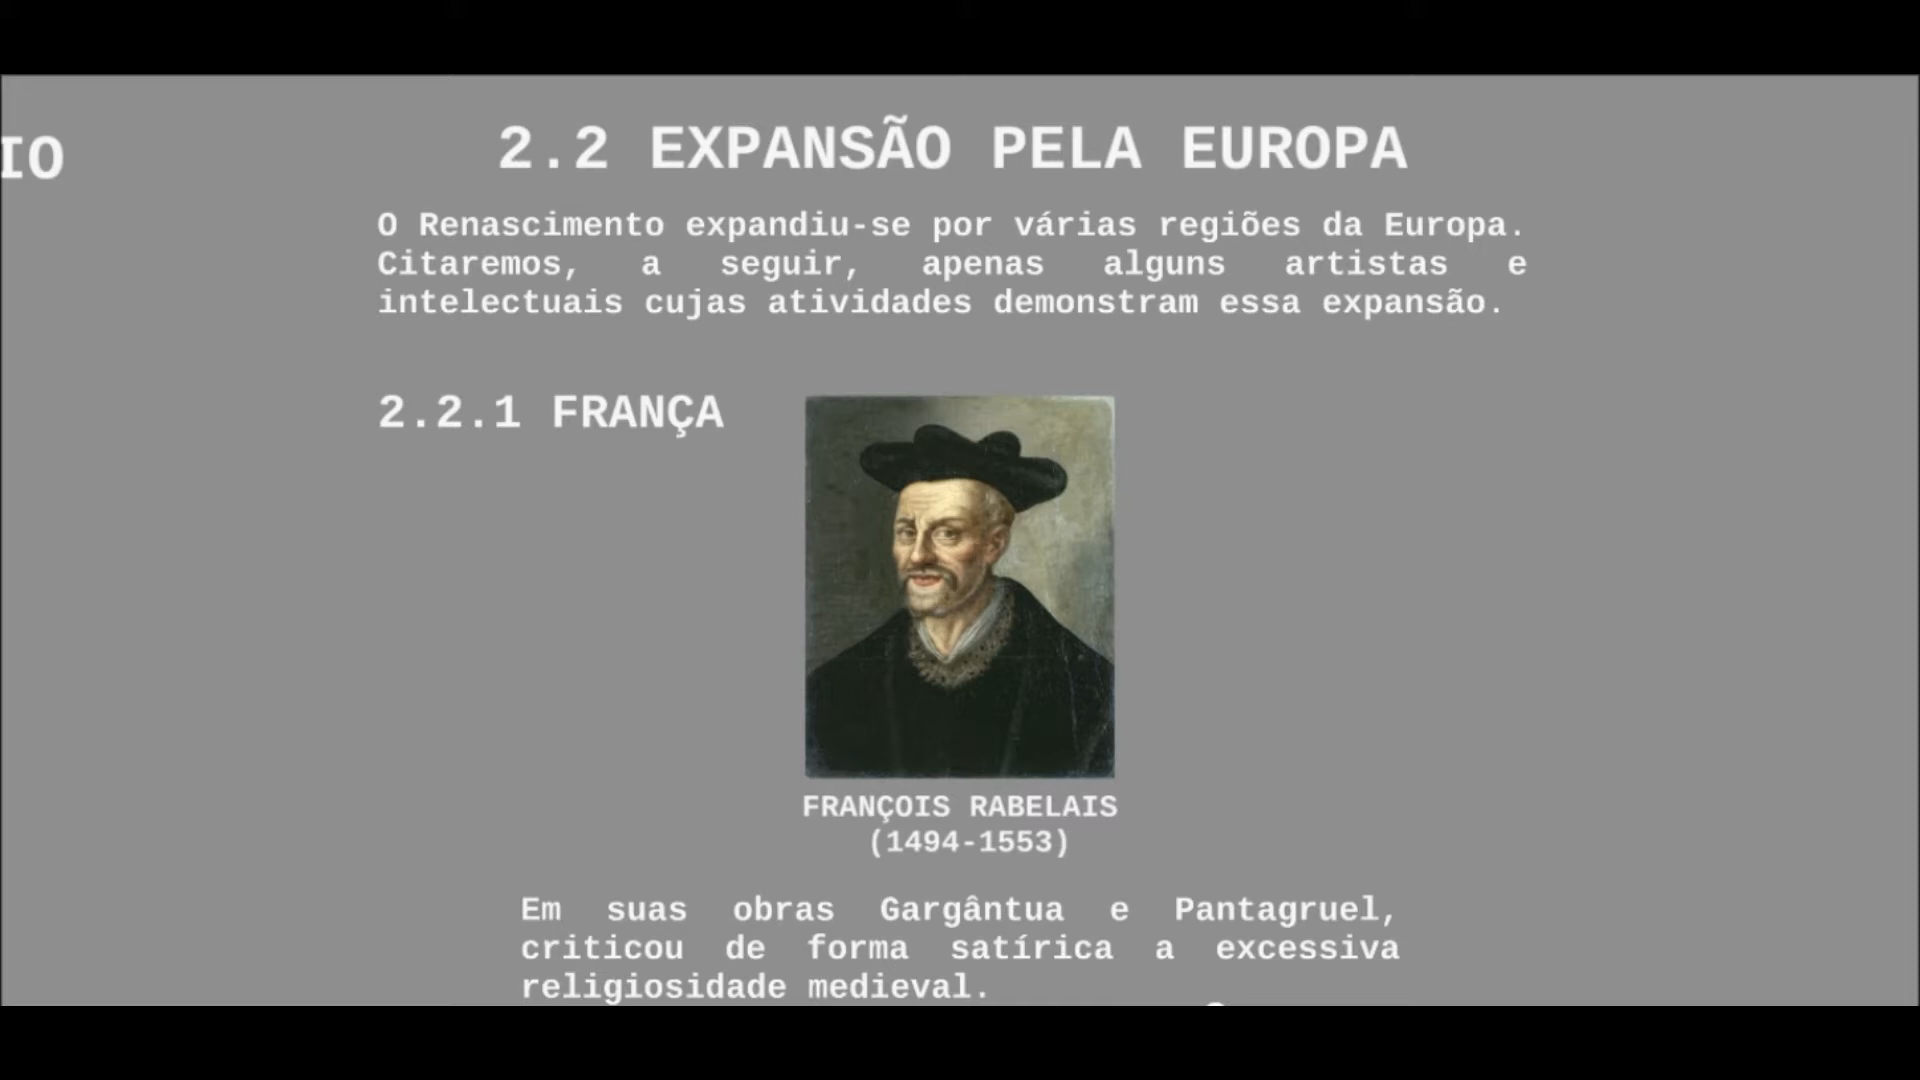 IO
2.2 EXPANSÃO PELA EUROPA
O Renascimento expandiu-se por várias regiões da Europa.
Citaremos, a seguir, apenas alguns artistas e
intelectuais cujas atividades demonstram essa expansão.
2.2.1 FRANÇA
FRANÇOIS RABELAIS
(1494-1553)
Em suas obras Gargântua e Pantagruel,
criticou de forma satírica a excessiva
religiosidade medieval.